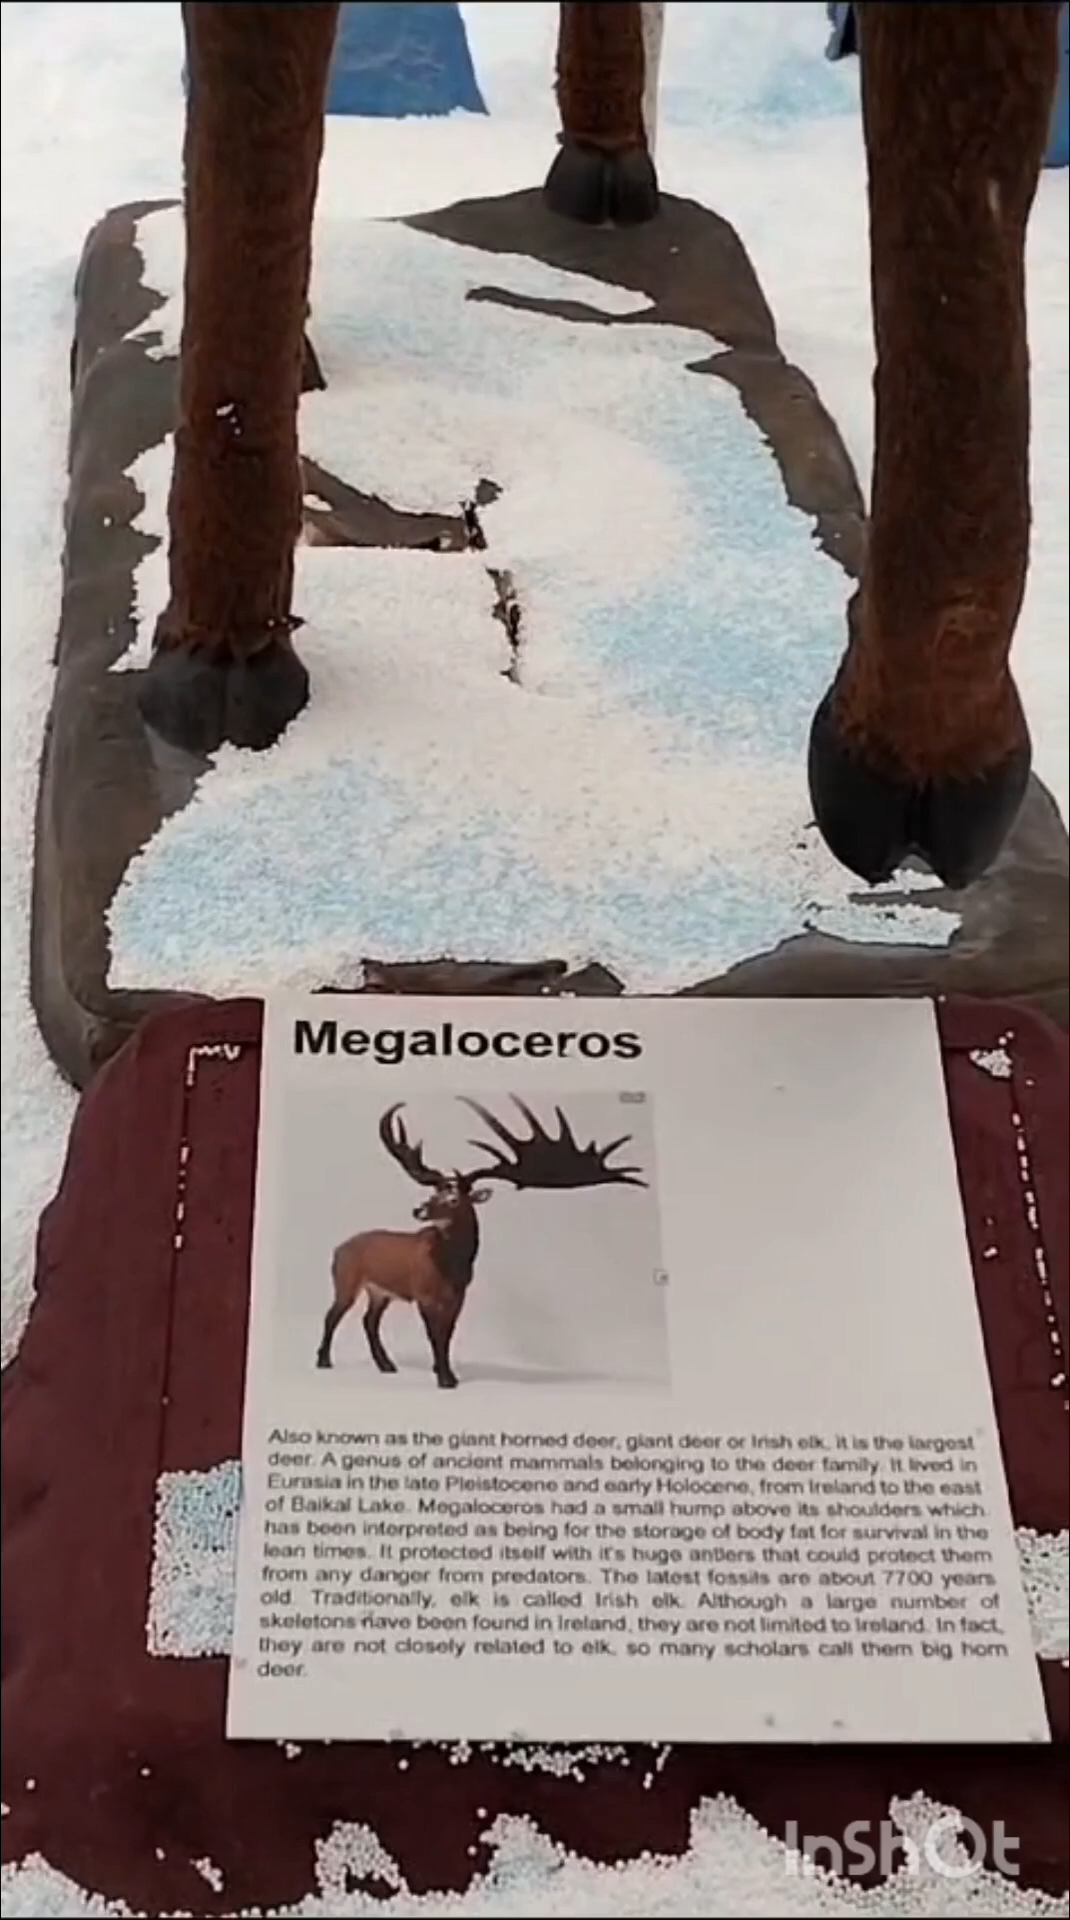 Megaloceros
Also known as the giant horned deer, giant deer or Irish elk, it is the largest
deer. A genus of ancient mammals belonging to the deer family. It lived in
Eurasia in the late Pleistocene and early Holocene, from Ireland to the east
of Baikal Lake. Megaloceros had a small hump above its shoulders which
has been interpreted as being for the storage of body fat for survival in the
lean times. It protected itself with it's huge antlers that could protect them
from any danger from predators. The latest fossils are about 7700 years
old. Traditionally, elk is called Irish elk. Although a large number of
skeletons have been found in Ireland, they are not limited to Ireland. In fact,
they are not closely related to elk, so many scholars call them big horn
deer.
InShOt